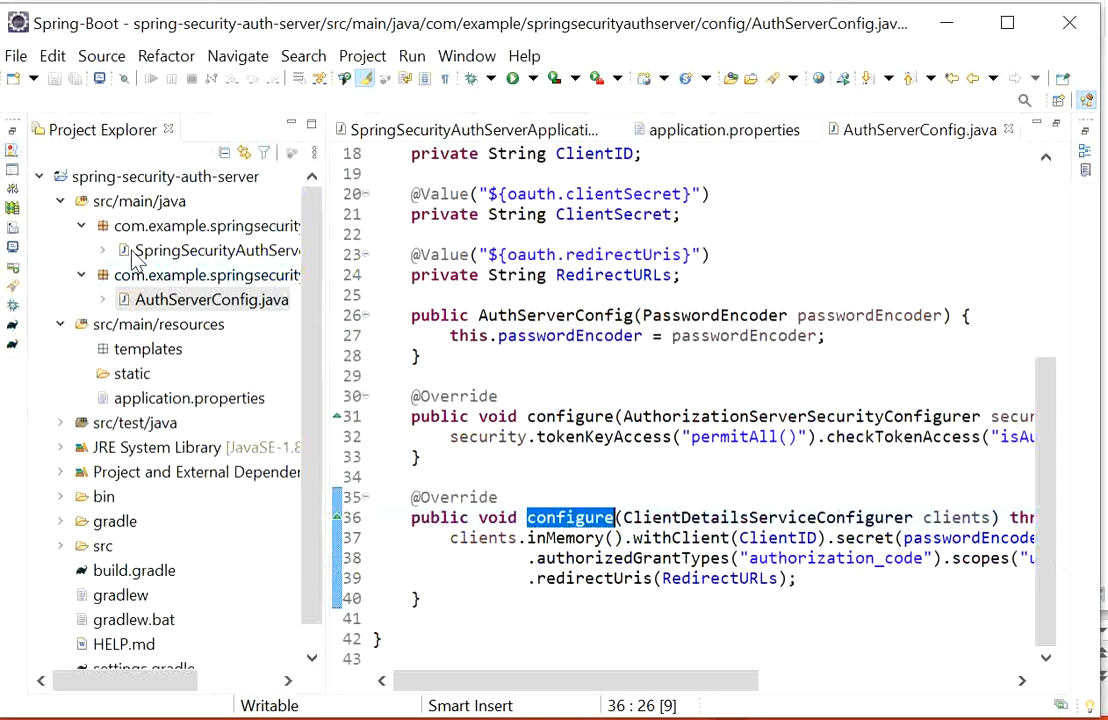 Spring-Boot - spring-security-auth-server/src/main/java/com/example/springsecurityauthserver/config/AuthServerConfig.jav...
File Edit Source Refactor Navigate Search Project Run Window Help
Project Explorer
SpringSecurityAuthServerApplicati...
application.properties
AuthServerConfig.java
spring-security-auth-server
src/main/java
com.example.springsecurity
SpringSecurityAuthServ
com.example.springsecurity
AuthServerConfig.java
src/main/resources
templates
static
application.properties
src/test/java
JRE System Library [JavaSE-1.8
Project and External Depender
bin
gradle
src
build.gradle
gradlew
gradlew.bat
HELP.md
settings.gradle
18 private String ClientID;
19
20 @Value("${oauth.clientSecret}")
21 private String ClientSecret;
22
23 @Value("${oauth.redirectUris}")
24 private String RedirectURLs;
25
26 public AuthServerConfig(PasswordEncoder passwordEncoder) {
27 this.passwordEncoder = passwordEncoder;
28 }
29
30 @Override
31 public void configure(AuthorizationServerSecurityConfigurer secur
32 security.tokenKeyAccess("permitAll()").checkTokenAccess("isAu
33 }
34
35 @Override
36 public void configure(ClientDetailsServiceConfigurer clients) thr
37 clients.inMemory().withClient(ClientID).secret(passwordEncode
38 .authorizedGrantTypes("authorization_code").scopes("u
39 .redirectUris(RedirectURLs);
40 }
41
42 }
43
Writable
Smart Insert
36 : 26 [9]